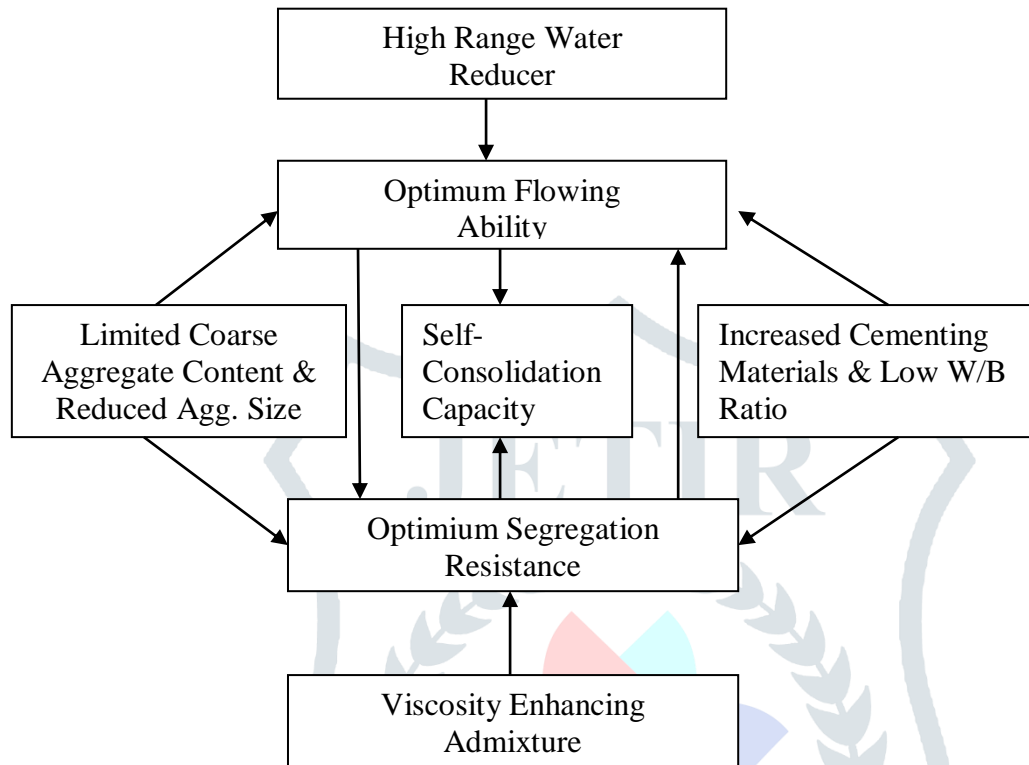 High Range Water
Reducer
Optimum Flowing
Ability
Limited Coarse
Aggregate Content &
Reduced Agg. Size
Self-
Consolidation
Capacity
Increased Cementing
Materials & Low W/B
Ratio
JETIR
Optimium Segregation
Resistance
Viscosity Enhancing
Admixture